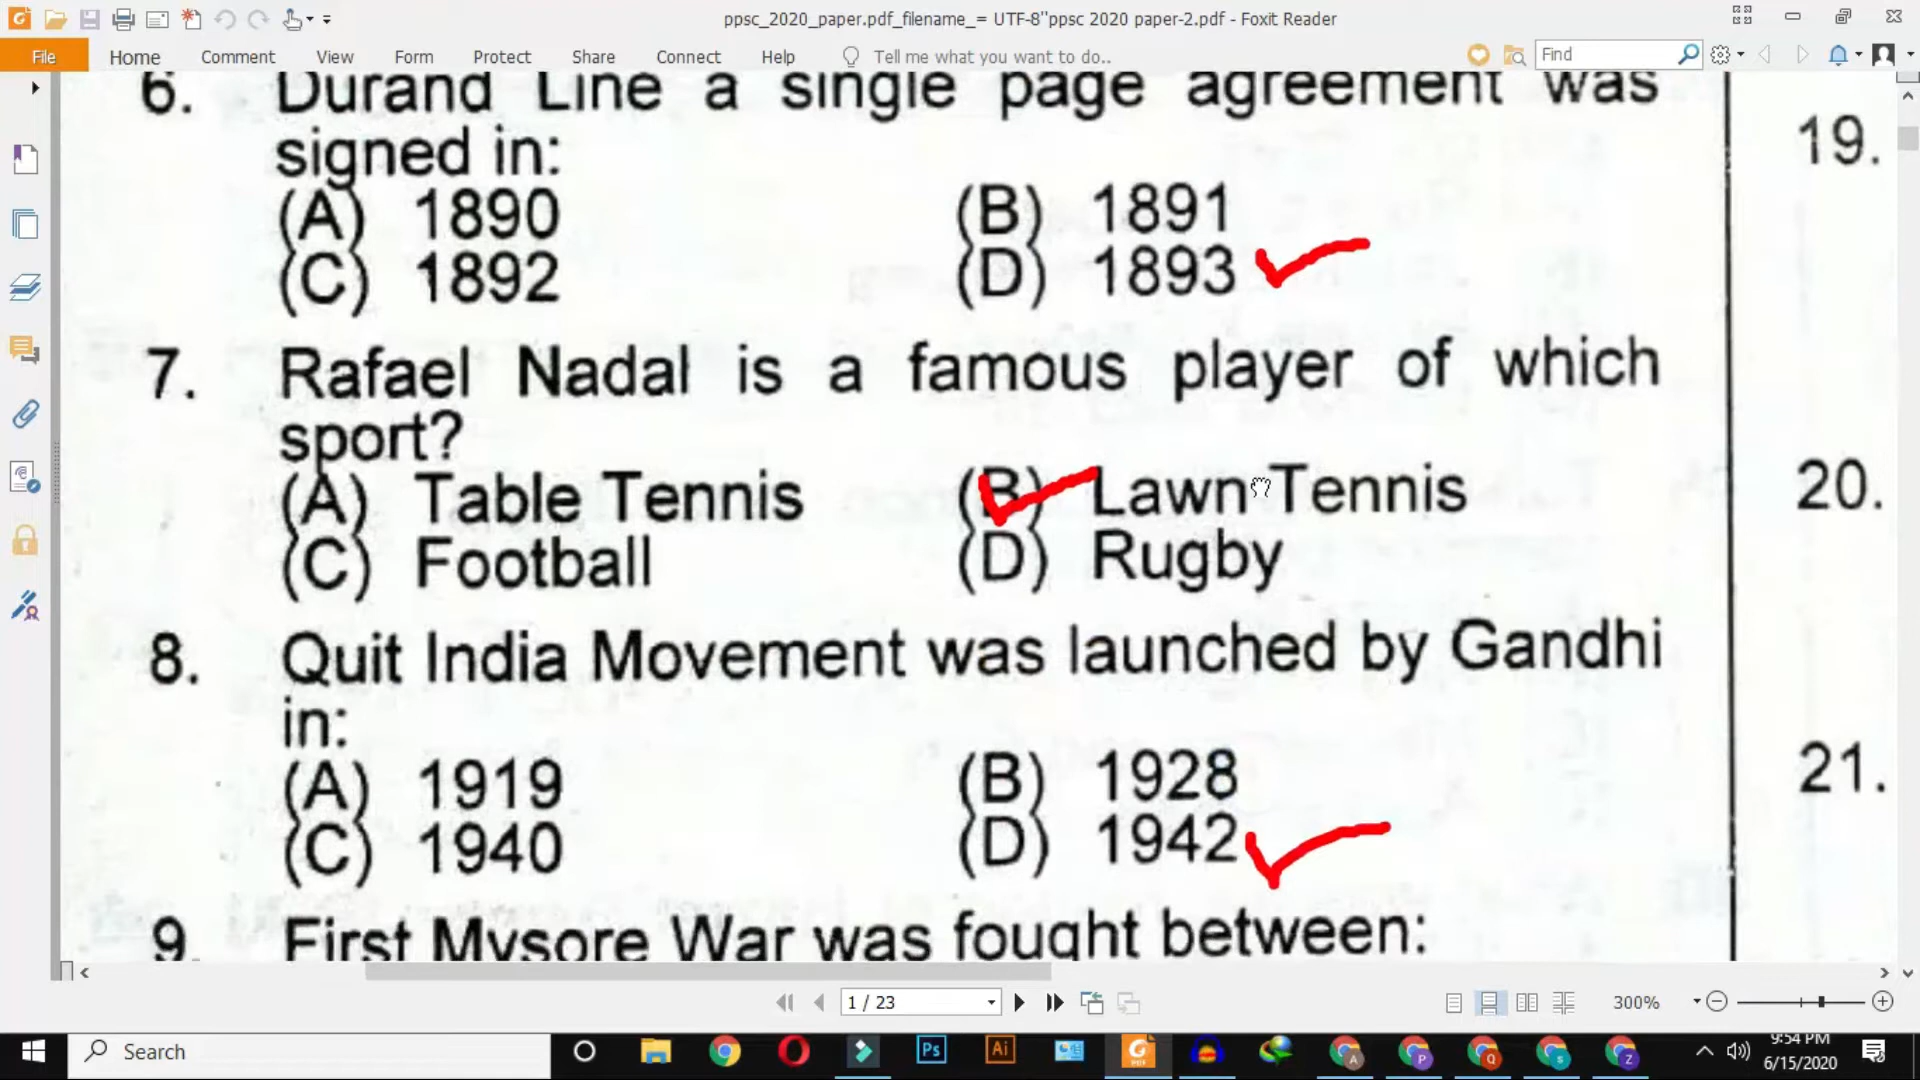 ppsc_2020_paper.pdf_filename_= UTF-8''ppsc 2020 paper-2.pdf - Foxit Reader
File Home Comment View Form Protect Share Connect Help Tell me what you want to do.. Find
6. Durand Line a single page agreement was
signed in:
(A) 1890 (B) 1891
(C) 1892 (D) 1893
7. Rafael Nadal is a famous player of which
sport?
(A) Table Tennis (B) Lawn Tennis
(C) Football (D) Rugby
8. Quit India Movement was launched by Gandhi
in:
(A) 1919 (B) 1928
(C) 1940 (D) 1942
9. First Mysore War was fought between:
19.
20.
21.
1 / 23
300%
Search
Ps
Ai
A
P
Q
S
Z
9:54 PM
6/15/2020